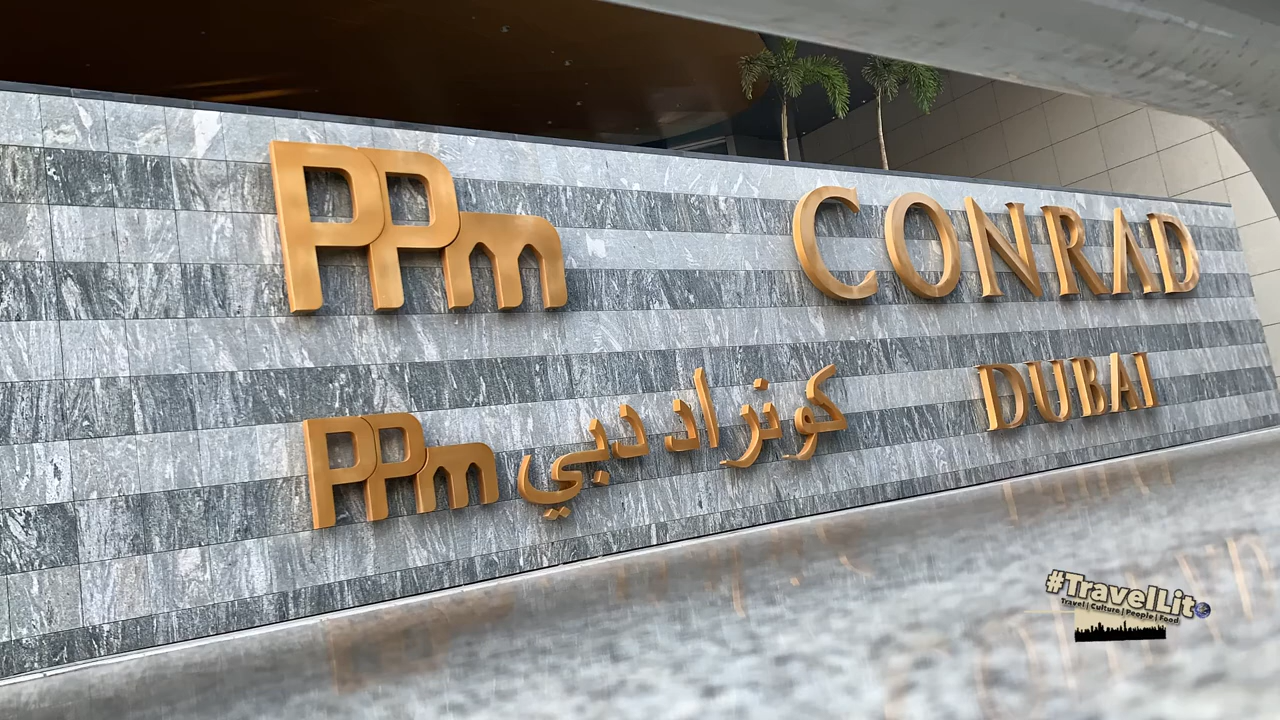 PPm CONRAD
DUBAI
PPm كونراد دبي
#TravelLit
Travel | Culture | People | Food